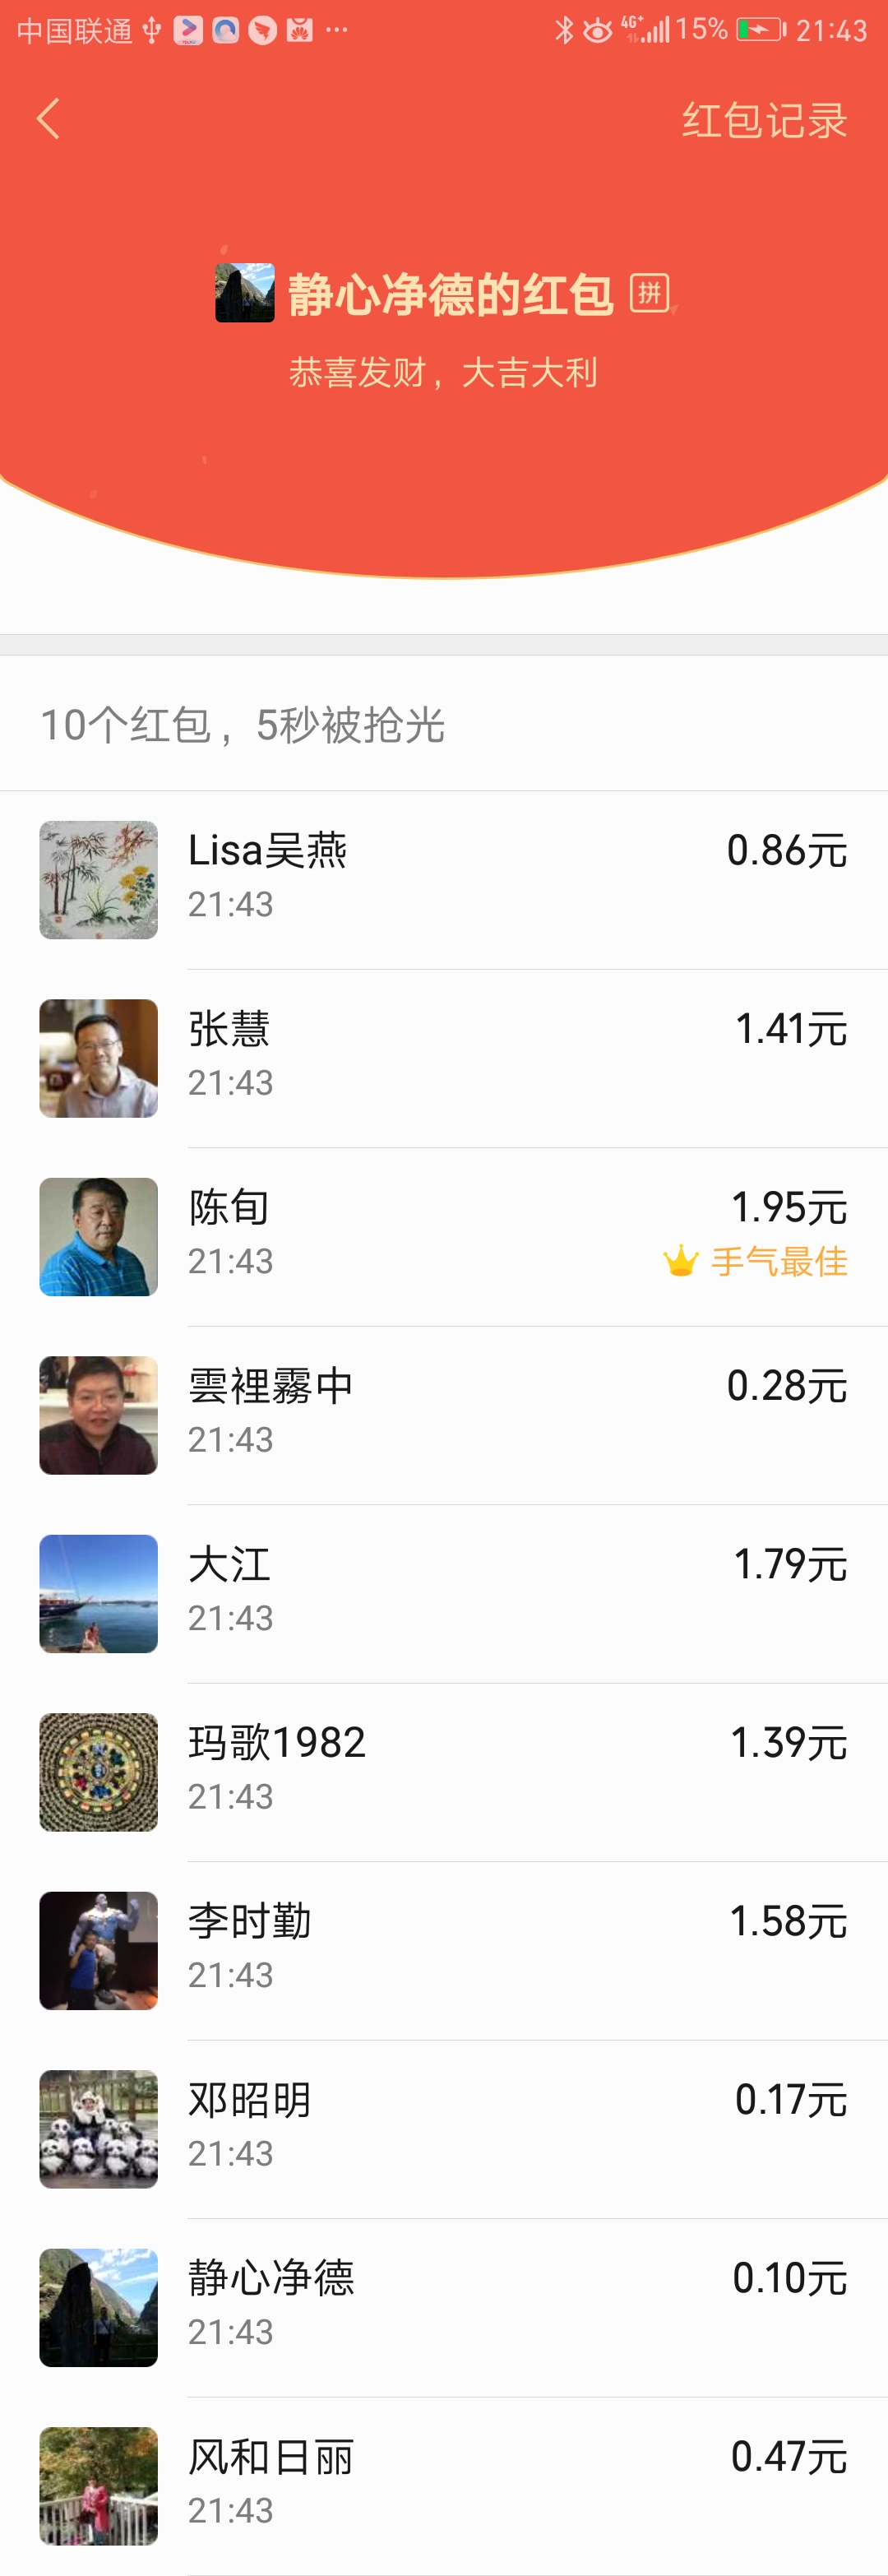 中国联通 4G+ 15% 21:43
红包记录
静心净德的红包 拼
恭喜发财，大吉大利
10个红包，5秒被抢光
Lisa吴燕 0.86元
21:43
张慧 1.41元
21:43
陈旬 1.95元
21:43 手气最佳
雲裡霧中 0.28元
21:43
大江 1.79元
21:43
玛歌1982 1.39元
21:43
李时勤 1.58元
21:43
邓昭明 0.17元
21:43
静心净德 0.10元
21:43
风和日丽 0.47元
21:43